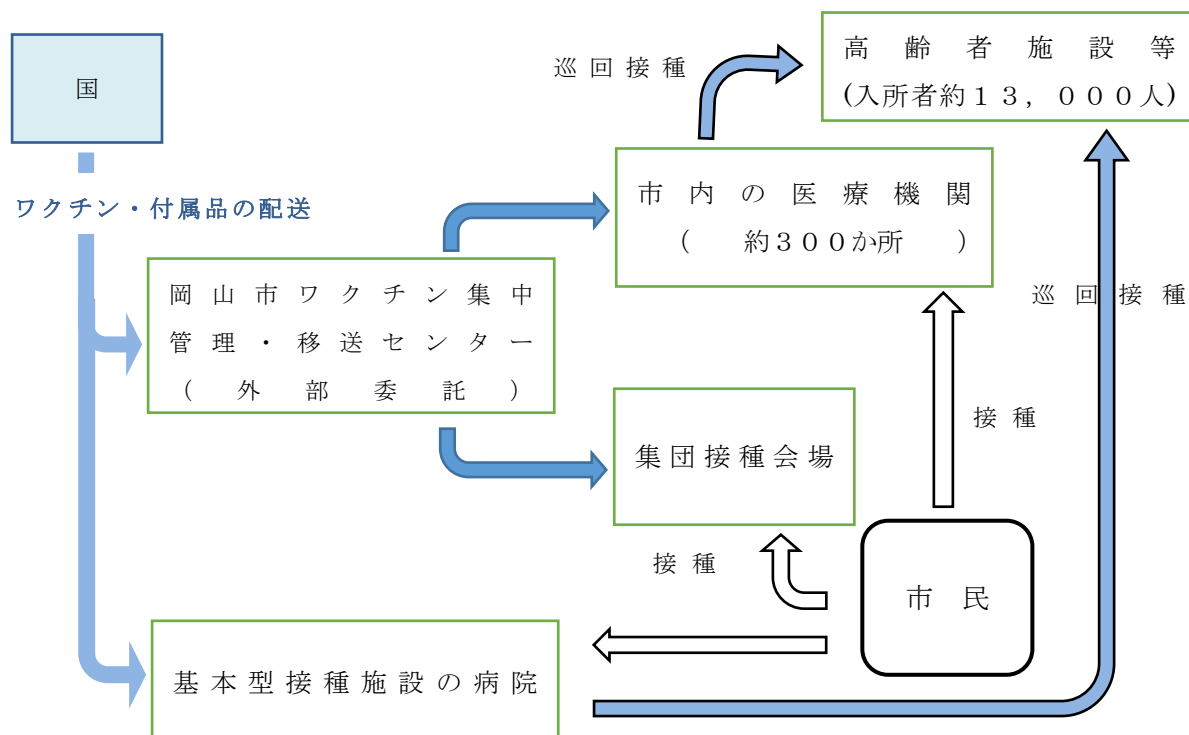 国
ワクチン・付属品の配送
岡山市ワクチン集中
管理・移送センター
(外部委託)
巡回接種
高齢者施設等
(入所者約１３，０００人)
市内の医療機関
(約３００か所)
巡回接種
接種
集団接種会場
接種
市民
基本型接種施設の病院